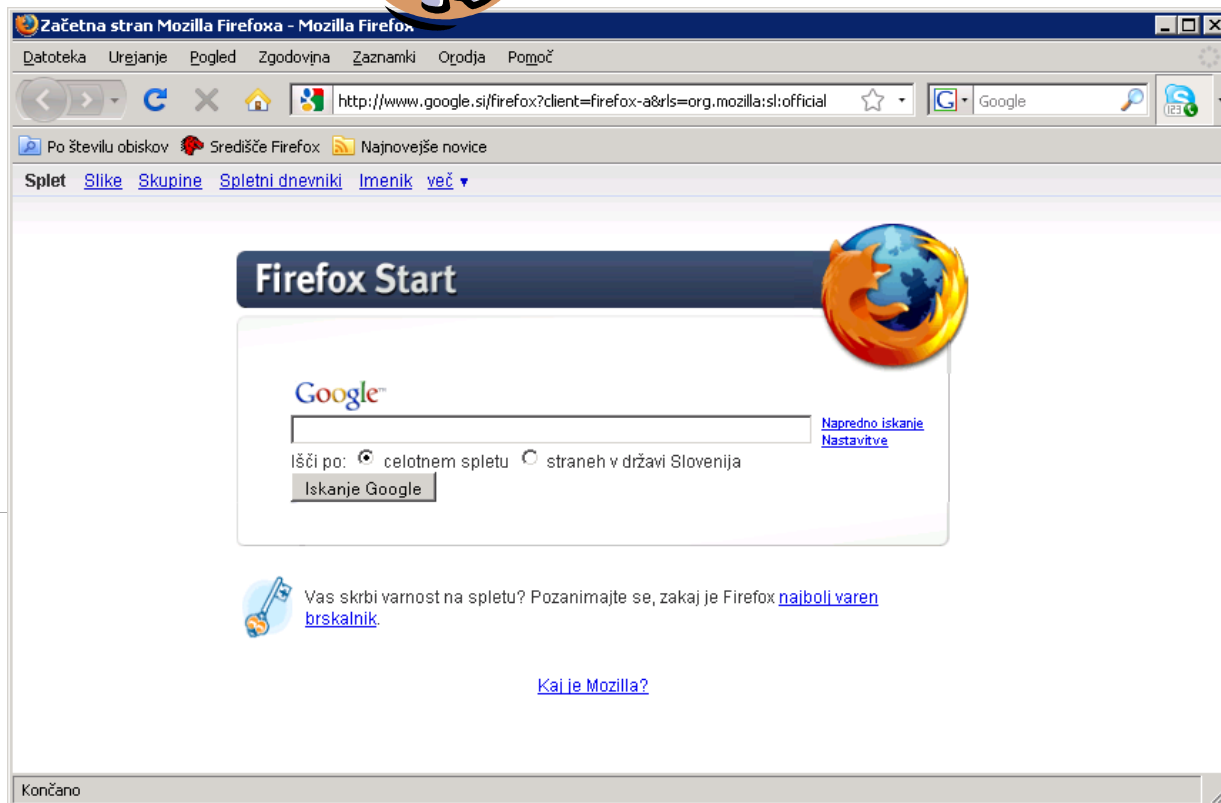 Začetna stran Mozilla Firefoxa - Mozilla Firefox
Datoteka Urejanje Pogled Zgodovina Zaznamki Orodja Pomoč
http://www.google.si/firefox?client=firefox-a&rls=org.mozilla:sl:official G Google 123
Po številu obiskov Središče Firefox Najnovejše novice
Splet Slike Skupine Spletni dnevniki Imenik več ▼
Firefox Start
Google™
Napredno iskanje
Nastavitve
Išči po: celotnem spletu straneh v državi Slovenija
Iskanje Google
Vas skrbi varnost na spletu? Pozanimajte se, zakaj je Firefox najbolj varen
brskalnik.
Kaj je Mozilla?
Končano